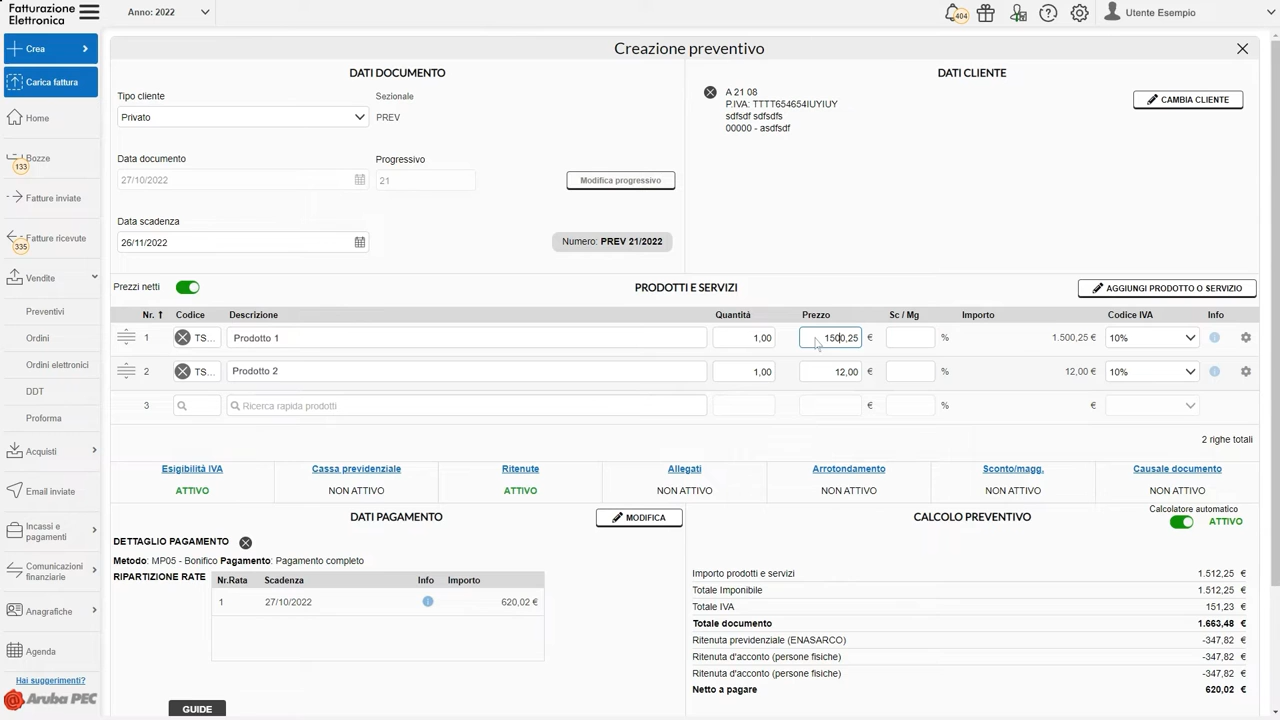 Fatturazione
Elettronica
Anno: 2022
404
Utente Esempio
Crea
Carica fattura
Home
Bozze
133
Fatture inviate
Fatture ricevute
335
Vendite
Preventivi
Ordini
Ordini elettronici
DDT
Proforma
Acquisti
Email inviate
Incassi e
pagamenti
Comunicazioni
finanziarie
Anagrafiche
Agenda
Hai suggerimenti?
Aruba PEC
Creazione preventivo
DATI DOCUMENTO
Tipo cliente
Sezionale
Privato
PREV
Data documento
Progressivo
27/10/2022
21
Modifica progressivo
Data scadenza
26/11/2022
Numero: PREV 21/2022
DATI CLIENTE
A 21 08
P.IVA: TTTT654654IUYIUY
sdfsdf sdfsdfs
00000 - asdfsdf
CAMBIA CLIENTE
Prezzi netti
PRODOTTI E SERVIZI
AGGIUNGI PRODOTTO O SERVIZIO
Nr. Codice Descrizione Quantità Prezzo Sc / Mg Importo Codice IVA Info
1 TS... Prodotto 1 1,00 1500,25 € % 1.500,25 € 10%
2 TS... Prodotto 2 1,00 12,00 € % 12,00 € 10%
3 Ricerca rapida prodotti € % €
2 righe totali
Esigibilità IVA Cassa previdenziale Ritenute Allegati Arrotondamento Sconto/magg. Causale documento
ATTIVO NON ATTIVO ATTIVO NON ATTIVO NON ATTIVO NON ATTIVO NON ATTIVO
DATI PAGAMENTO
MODIFICA
DETTAGLIO PAGAMENTO
Metodo: MP05 - Bonifico Pagamento: Pagamento completo
RIPARTIZIONE RATE
Nr.Rata Scadenza Info Importo
1 27/10/2022 620,02 €
GUIDE
CALCOLO PREVENTIVO
Calcolatore automatico
ATTIVO
Importo prodotti e servizi 1.512,25 €
Totale Imponibile 1.512,25 €
Totale IVA 151,23 €
Totale documento 1.663,48 €
Ritenuta previdenziale (ENASARCO) -347,82 €
Ritenuta d'acconto (persone fisiche) -347,82 €
Ritenuta d'acconto (persone fisiche) -347,82 €
Netto a pagare 620,02 €